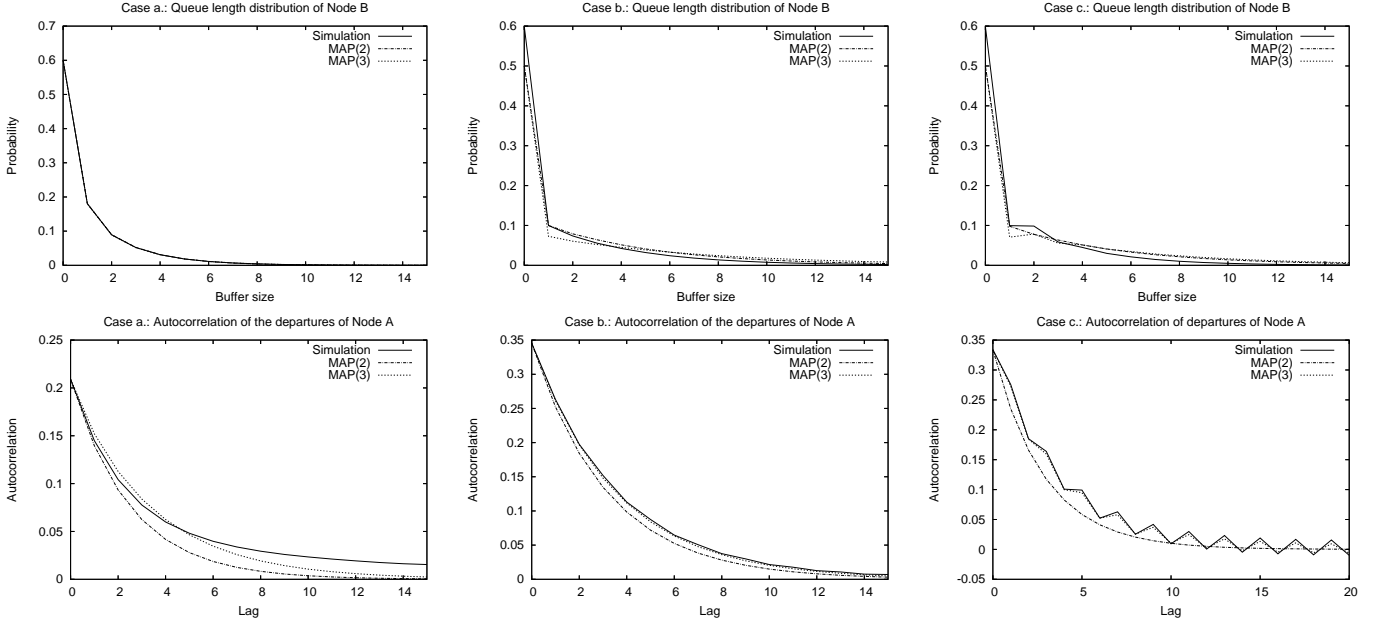 Case a.: Queue length distribution of Node B
0.7
0.6
0.5
0.4
0.3
0.2
0.1
0
Probability
0 2 4 6 8 10 12 14
Buffer size
Simulation
MAP(2)
MAP(3)
Case b.: Queue length distribution of Node B
0.6
0.5
0.4
0.3
0.2
0.1
0
Probability
0 2 4 6 8 10 12 14
Buffer size
Simulation
MAP(2)
MAP(3)
Case c.: Queue length distribution of Node B
0.6
0.5
0.4
0.3
0.2
0.1
0
Probability
0 2 4 6 8 10 12 14
Buffer size
Simulation
MAP(2)
MAP(3)
Case a.: Autocorrelation of the departures of Node A
0.25
0.2
0.15
0.1
0.05
0
Autocorrelation
0 2 4 6 8 10 12 14
Lag
Simulation
MAP(2)
MAP(3)
Case b.: Autocorrelation of the departures of Node A
0.35
0.3
0.25
0.2
0.15
0.1
0.05
0
Autocorrelation
0 2 4 6 8 10 12 14
Lag
Simulation
MAP(2)
MAP(3)
Case c.: Autocorrelation of departures of Node A
0.35
0.3
0.25
0.2
0.15
0.1
0.05
0
-0.05
Autocorrelation
0 5 10 15 20
Lag
Simulation
MAP(2)
MAP(3)